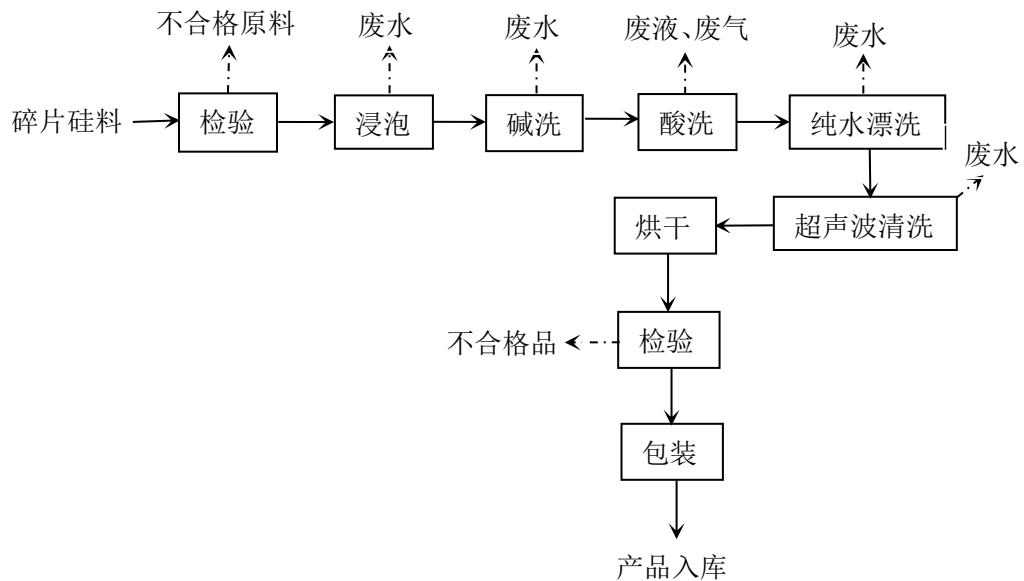 不合格原料
废水
废水
废液、废气
废水
碎片硅料
检验
浸泡
碱洗
酸洗
纯水漂洗
废水
烘干
超声波清洗
不合格品
检验
包装
产品入库